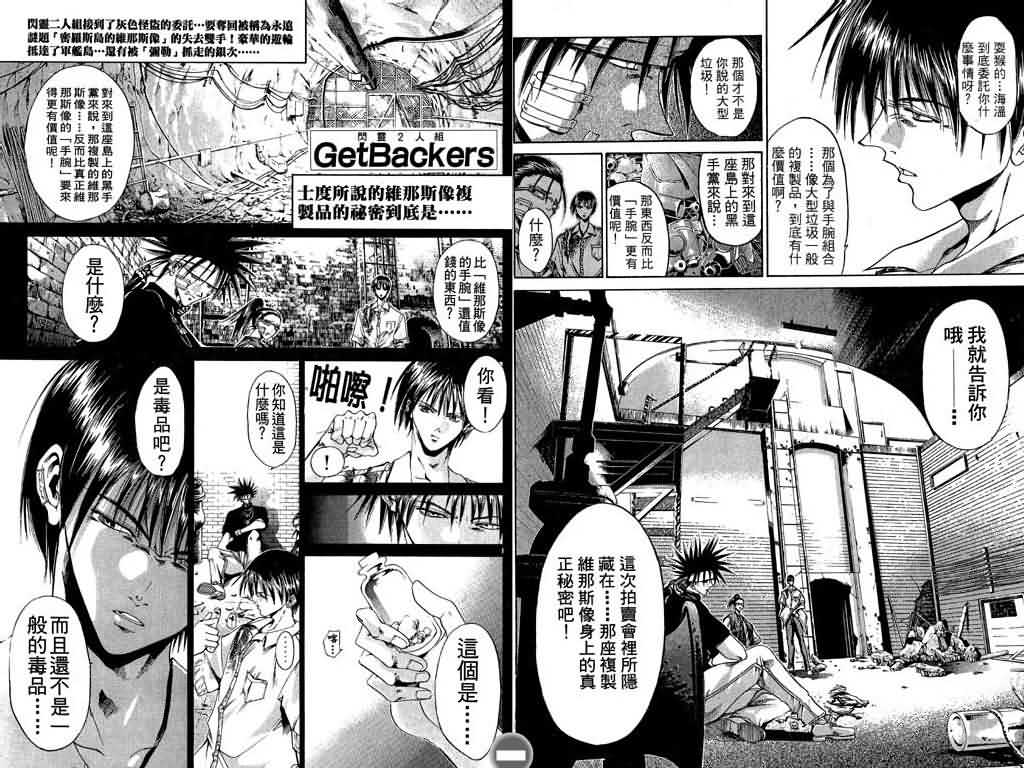 耍猴的…海溫
到底委託你什
麼事情呀？
那個為了與手腕組合
……像大型垃圾一般
的複製品，到底有什
麼價值啊？
那個才不是
你說的大型
垃圾！
那對來到這
座島上的黑
手黨來說…
那東西反而比
「手腕」更有
價值呢！
什麼？
我就告訴你
哦──…
這次拍賣會裡所隱
藏在……那座複製
維那斯像身上的真
正秘密吧！
閃靈二人組接到了灰色怪盜的委託…要奪回被稱為永遠
謎題「密羅斯島的維那斯像」的失去雙手！豪華的遊輪
抵達了軍艦島…還有被「彌勒」抓走的銀次……
閃靈2人組
GetBackers
士度所說的維那斯像複
製品的祕密到底是……
對來到這座島上的黑手
黨來說，那複製的維那
斯像……反而比真正維
那斯像的「手腕」要來
得更有價值呢！
比「維那斯像
的手腕」還值
錢的東西？
是什麼？
你看！
啪嚓！
！
這個是……
你知道這是
什麼嗎？
……
是毒品吧？
而且還不是一
般的毒品……